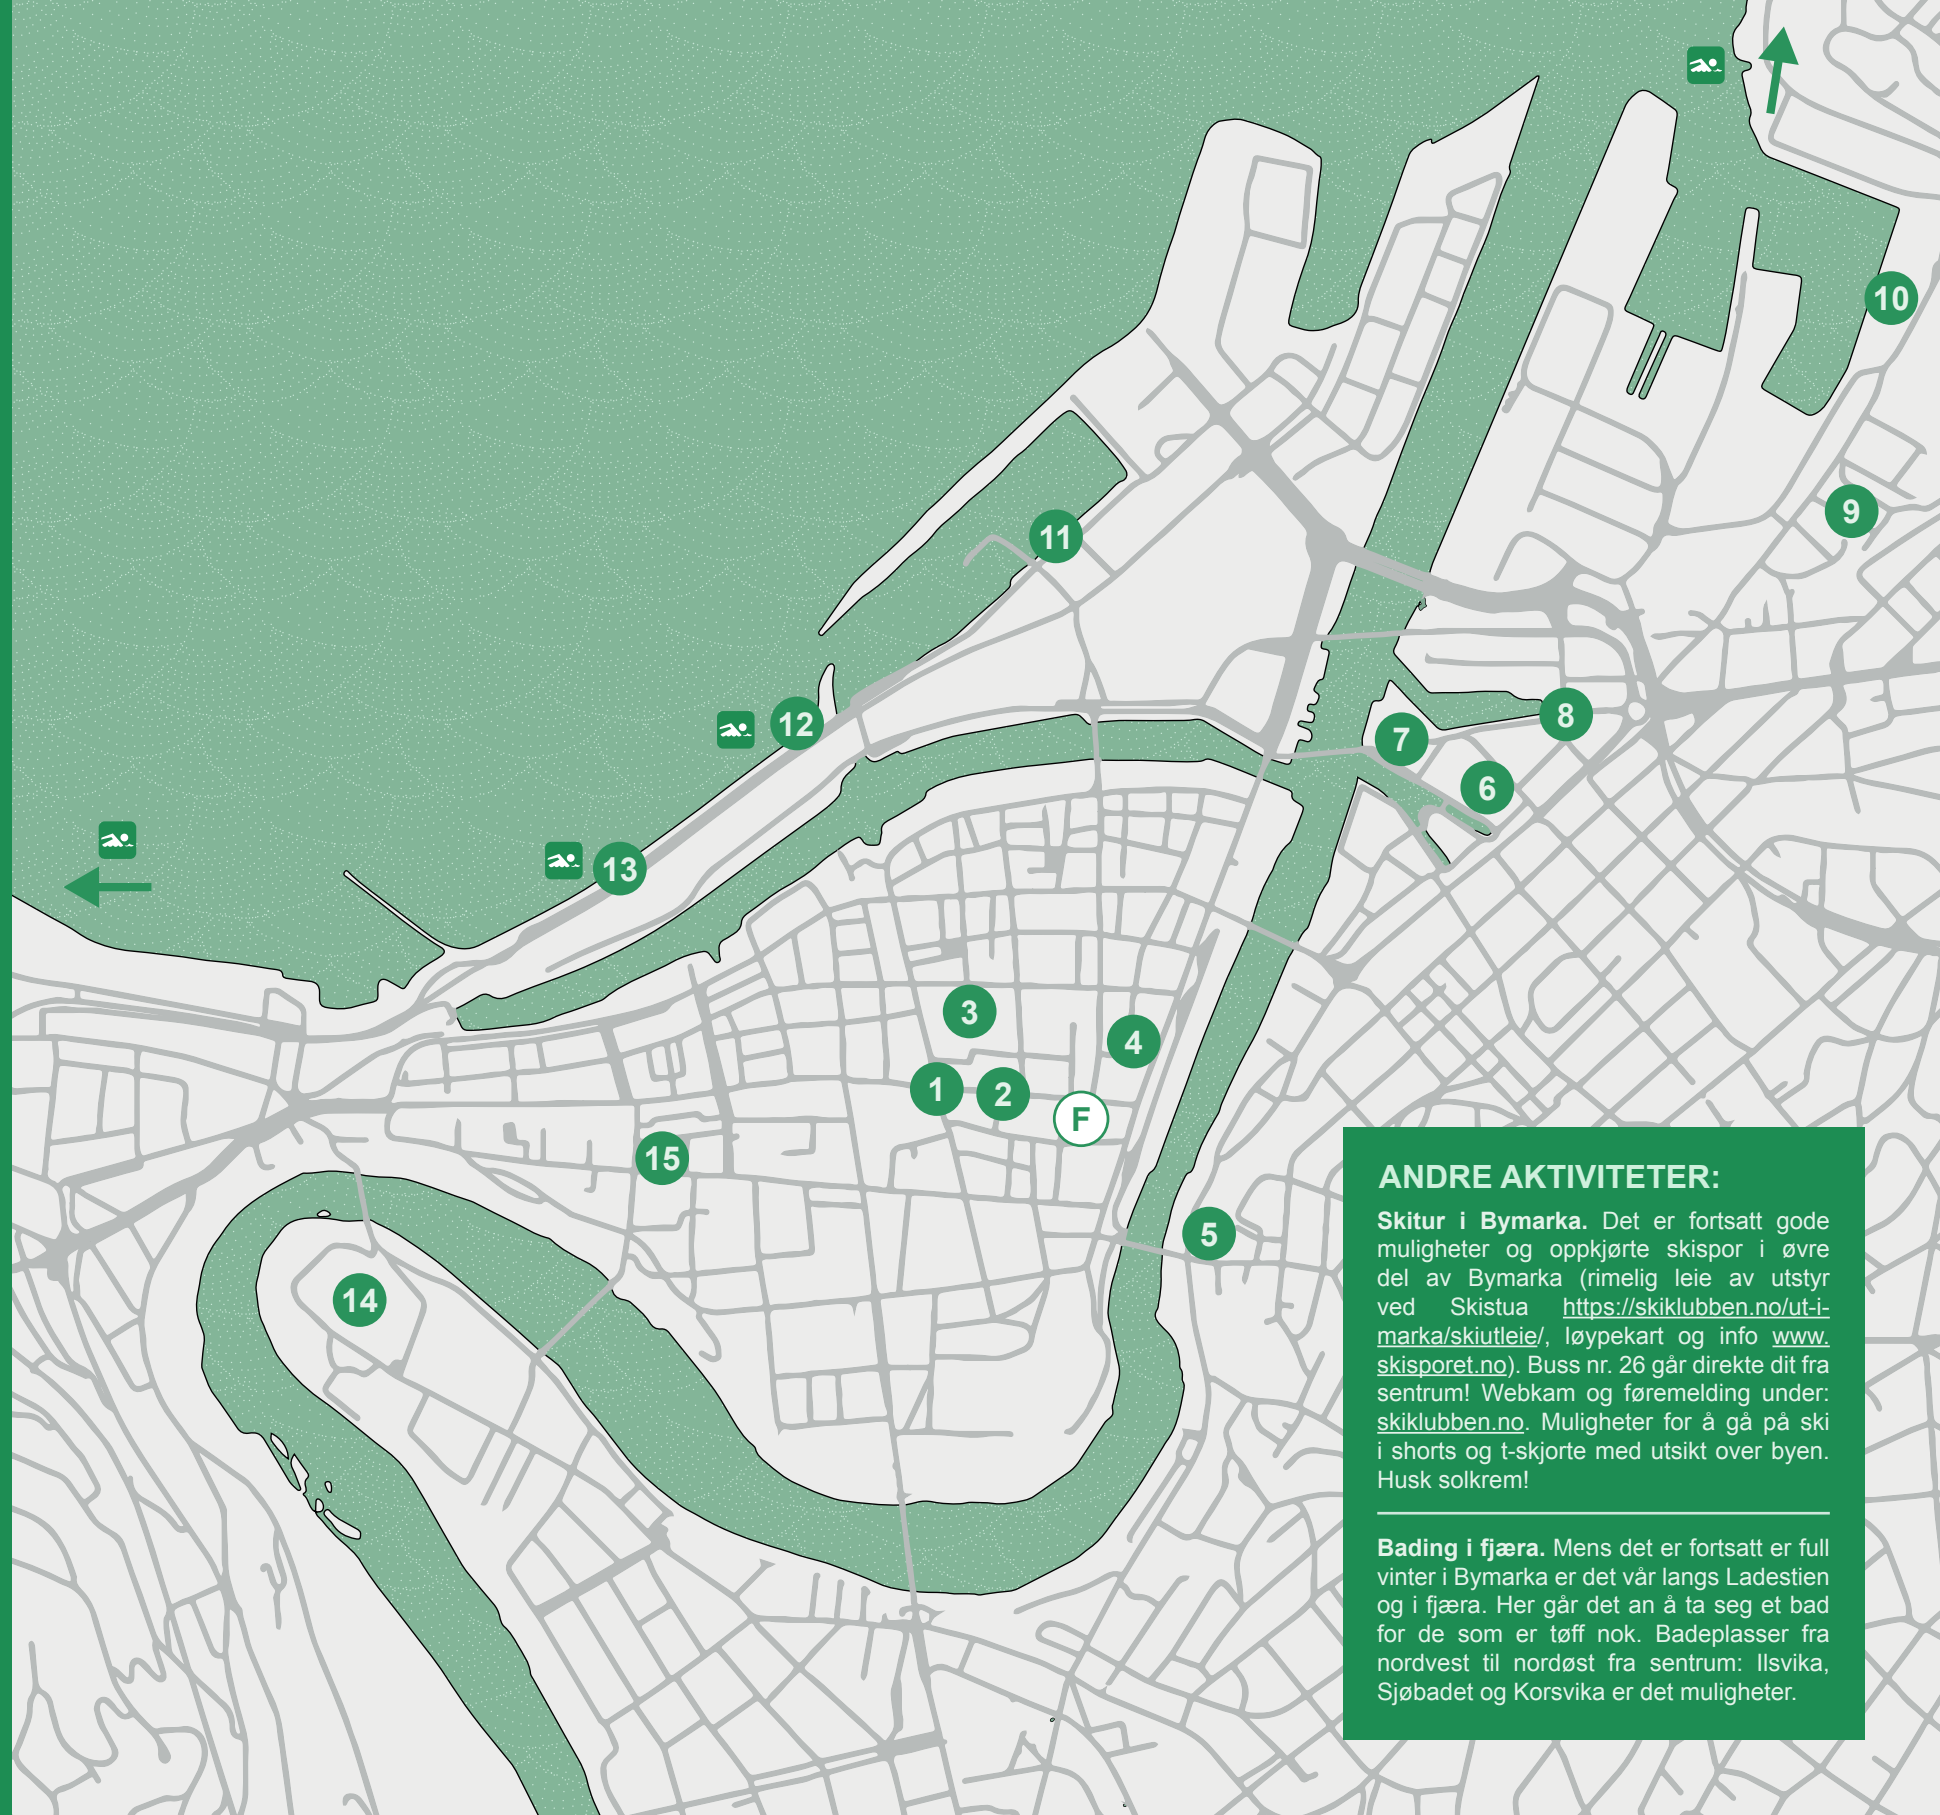 10
9
11
8
7
6
12
13
3
4
1
2
F
15
5
14
ANDRE AKTIVITETER:
Skitur i Bymarka. Det er fortsatt gode
muligheter og oppkjørte skispor i øvre
del av Bymarka (rimelig leie av utstyr
ved Skistua https://skiklubben.no/ut-i-
marka/skiutleie/, løypekart og info www.
skisporet.no). Buss nr. 26 går direkte dit fra
sentrum! Webkam og føremelding under:
skiklubben.no. Muligheter for å gå på ski
i shorts og t-skjorte med utsikt over byen.
Husk solkrem!
Bading i fjæra. Mens det er fortsatt er full
vinter i Bymarka er det vår langs Ladestien
og i fjæra. Her går det an å ta seg et bad
for de som er tøff nok. Badeplasser fra
nordvest til nordøst fra sentrum: Ilsvika,
Sjøbadet og Korsvika er det muligheter.